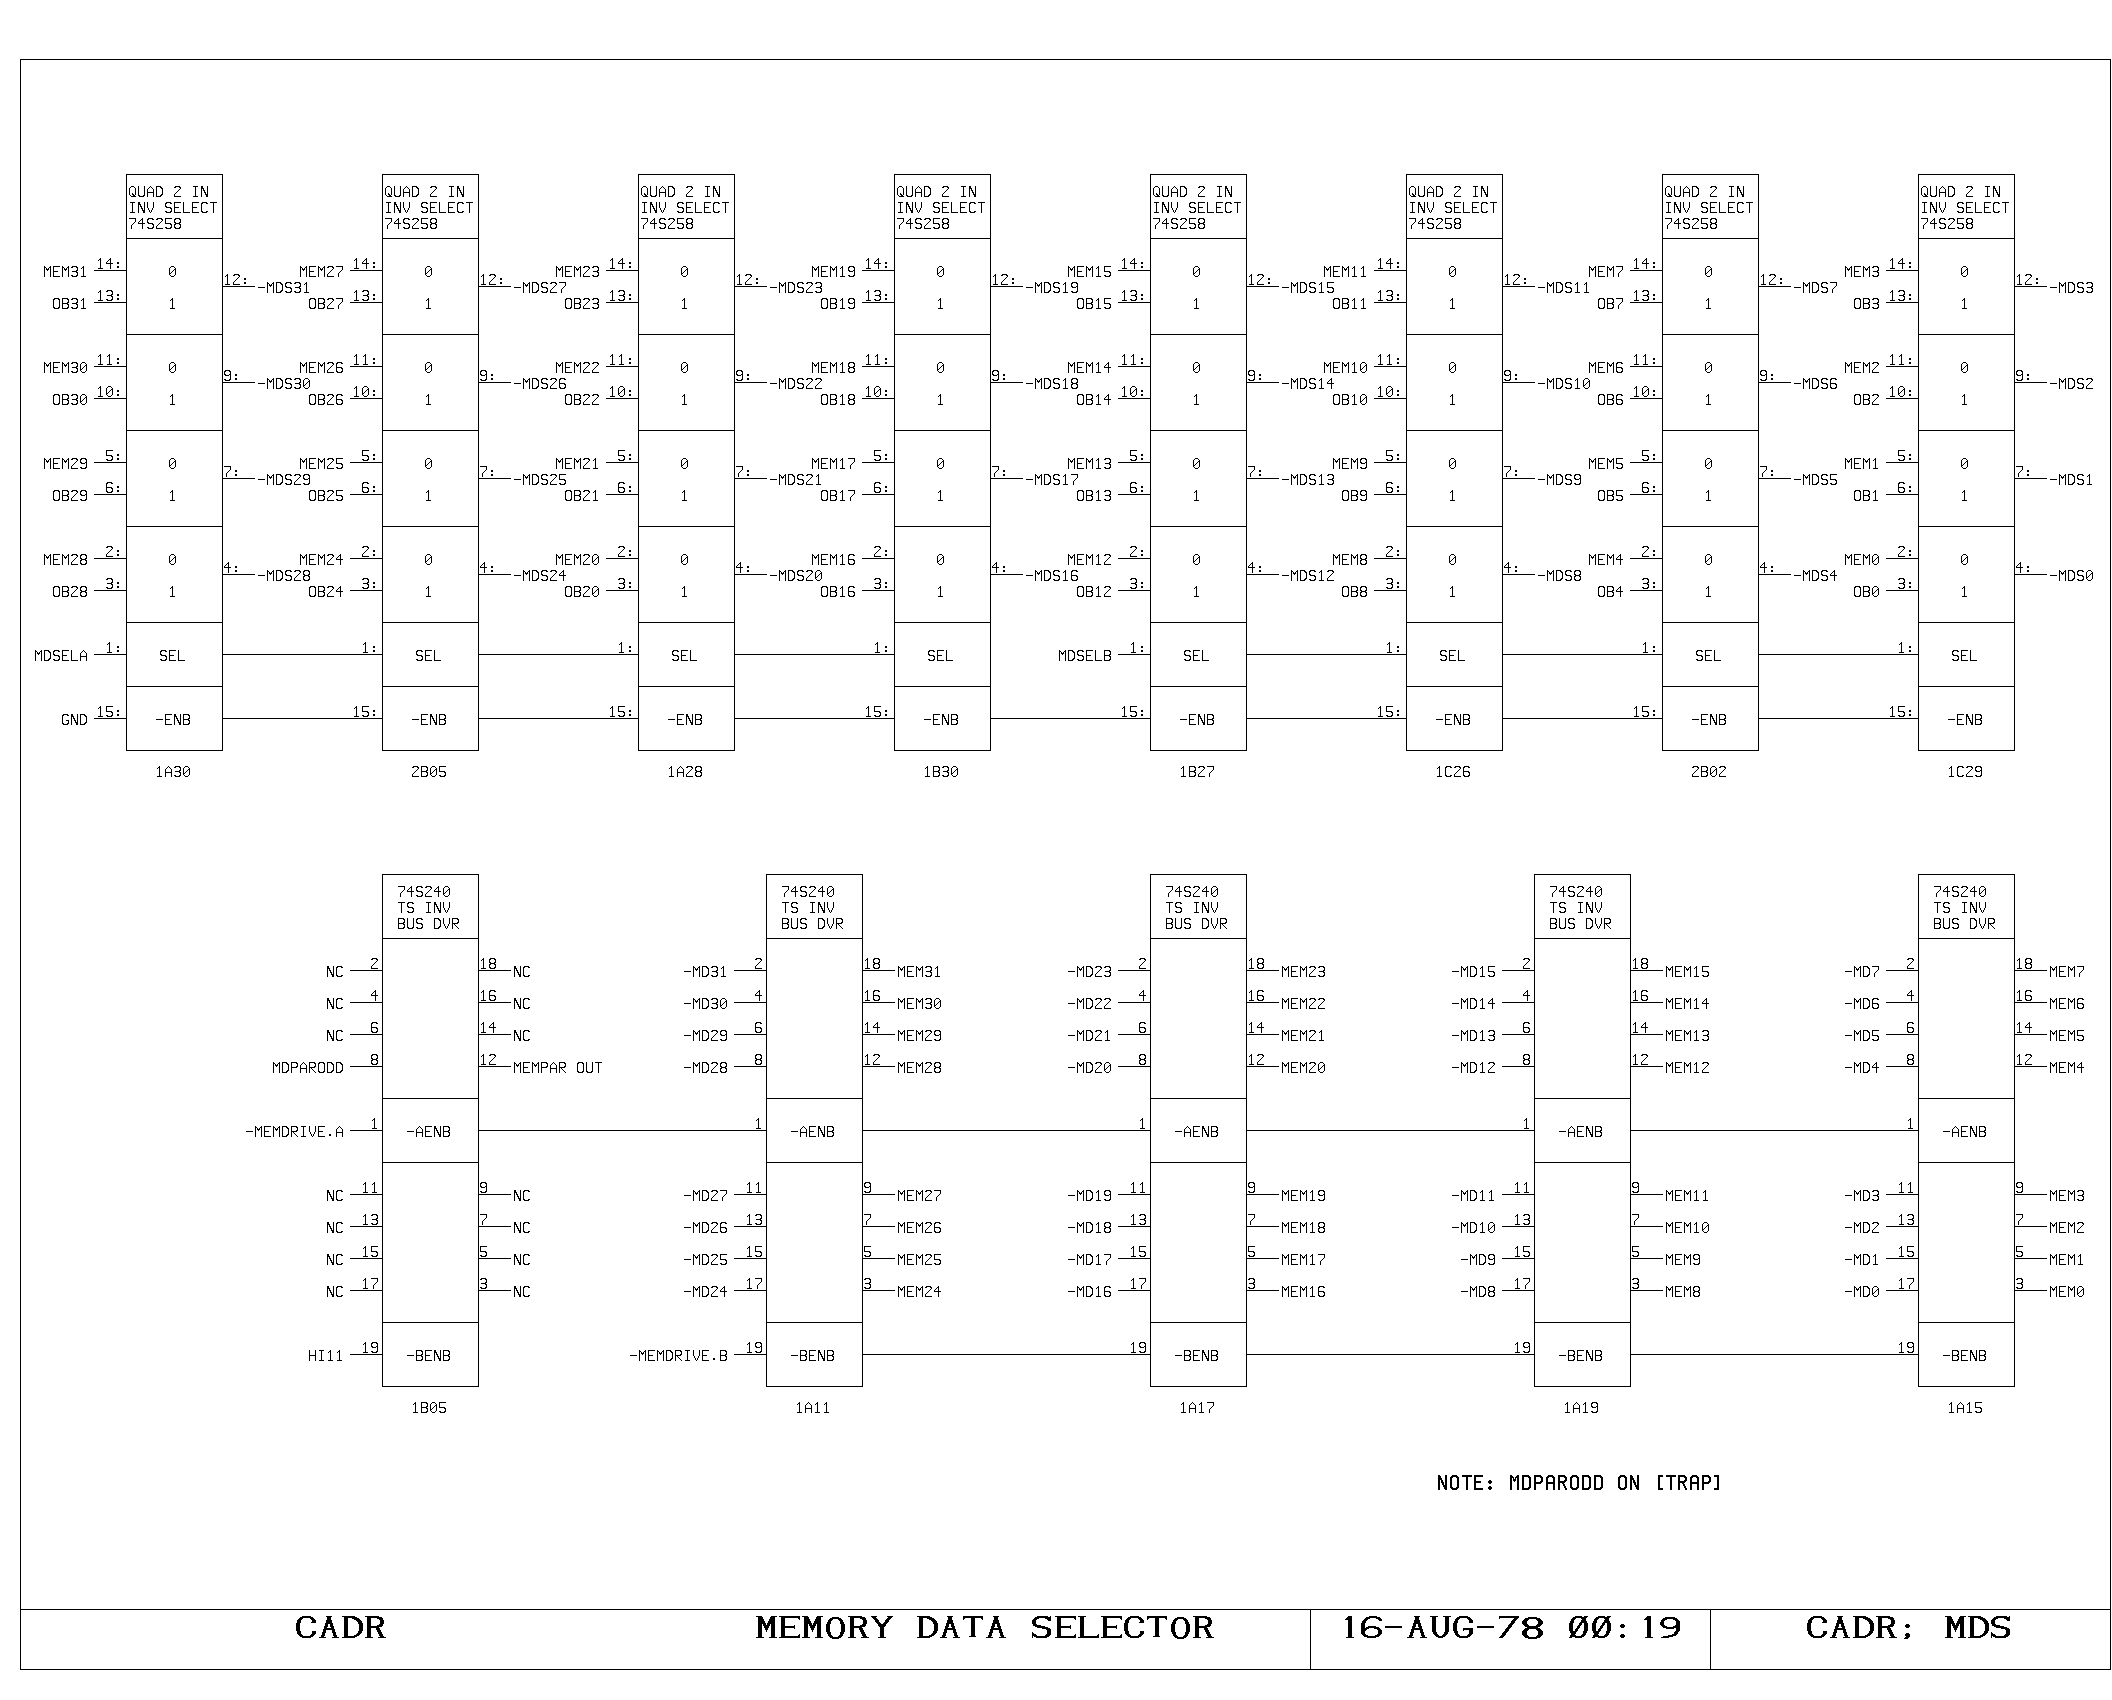 QUAD 2 IN QUAD 2 IN QUAD 2 IN QUAD 2 IN QUAD 2 IN QUAD 2 IN QUAD 2 IN QUAD 2 IN
INV SELECT INV SELECT INV SELECT INV SELECT INV SELECT INV SELECT INV SELECT INV SELECT
74S258 74S258 74S258 74S258 74S258 74S258 74S258 74S258
MEM31 14: 0 MEM27 14: 0 MEM23 14: 0 MEM19 14: 0 MEM15 14: 0 MEM11 14: 0 MEM7 14: 0 MEM3 14: 0
12: -MDS31 12: -MDS27 12: -MDS23 12: -MDS19 12: -MDS15 12: -MDS11 12: -MDS7 12: -MDS3
OB31 13: 1 OB27 13: 1 OB23 13: 1 OB19 13: 1 OB15 13: 1 OB11 13: 1 OB7 13: 1 OB3 13: 1
MEM30 11: 0 MEM26 11: 0 MEM22 11: 0 MEM18 11: 0 MEM14 11: 0 MEM10 11: 0 MEM6 11: 0 MEM2 11: 0
9: -MDS30 9: -MDS26 9: -MDS22 9: -MDS18 9: -MDS14 9: -MDS10 9: -MDS6 9: -MDS2
OB30 10: 1 OB26 10: 1 OB22 10: 1 OB18 10: 1 OB14 10: 1 OB10 10: 1 OB6 10: 1 OB2 10: 1
MEM29 5: 0 MEM25 5: 0 MEM21 5: 0 MEM17 5: 0 MEM13 5: 0 MEM9 5: 0 MEM5 5: 0 MEM1 5: 0
7: -MDS29 7: -MDS25 7: -MDS21 7: -MDS17 7: -MDS13 7: -MDS9 7: -MDS5 7: -MDS1
OB29 6: 1 OB25 6: 1 OB21 6: 1 OB17 6: 1 OB13 6: 1 OB9 6: 1 OB5 6: 1 OB1 6: 1
MEM28 2: 0 MEM24 2: 0 MEM20 2: 0 MEM16 2: 0 MEM12 2: 0 MEM8 2: 0 MEM4 2: 0 MEM0 2: 0
4: -MDS28 4: -MDS24 4: -MDS20 4: -MDS16 4: -MDS12 4: -MDS8 4: -MDS4 4: -MDS0
OB28 3: 1 OB24 3: 1 OB20 3: 1 OB16 3: 1 OB12 3: 1 OB8 3: 1 OB4 3: 1 OB0 3: 1
MDSELA 1: SEL 1: SEL 1: SEL 1: SEL MDSELB 1: SEL 1: SEL 1: SEL 1: SEL
GND 15: -ENB 15: -ENB 15: -ENB 15: -ENB 15: -ENB 15: -ENB 15: -ENB 15: -ENB
1A30 2B05 1A28 1B30 1B27 1C26 2B02 1C29
74S240 74S240 74S240 74S240 74S240
TS INV TS INV TS INV TS INV TS INV
BUS DVR BUS DVR BUS DVR BUS DVR BUS DVR
NC 2 18 NC -MD31 2 18 MEM31 -MD23 2 18 MEM23 -MD15 2 18 MEM15 -MD7 2 18 MEM7
NC 4 16 NC -MD30 4 16 MEM30 -MD22 4 16 MEM22 -MD14 4 16 MEM14 -MD6 4 16 MEM6
NC 6 14 NC -MD29 6 14 MEM29 -MD21 6 14 MEM21 -MD13 6 14 MEM13 -MD5 6 14 MEM5
MDPARODD 8 12 MEMPAR OUT -MD28 8 12 MEM28 -MD20 8 12 MEM20 -MD12 8 12 MEM12 -MD4 8 12 MEM4
-MEMDRIVE.A 1 -AENB 1 -AENB 1 -AENB 1 -AENB 1 -AENB
NC 11 9 NC -MD27 11 9 MEM27 -MD19 11 9 MEM19 -MD11 11 9 MEM11 -MD3 11 9 MEM3
NC 13 7 NC -MD26 13 7 MEM26 -MD18 13 7 MEM18 -MD10 13 7 MEM10 -MD2 13 7 MEM2
NC 15 5 NC -MD25 15 5 MEM25 -MD17 15 5 MEM17 -MD9 15 5 MEM9 -MD1 15 5 MEM1
NC 17 3 NC -MD24 17 3 MEM24 -MD16 17 3 MEM16 -MD8 17 3 MEM8 -MD0 17 3 MEM0
HI11 19 -BENB -MEMDRIVE.B 19 -BENB 19 -BENB 19 -BENB 19 -BENB
1B05 1A11 1A17 1A19 1A15
NOTE: MDPARODD ON [TRAP]
CADR MEMORY DATA SELECTOR 16-AUG-78 00:19 CADR; MDS